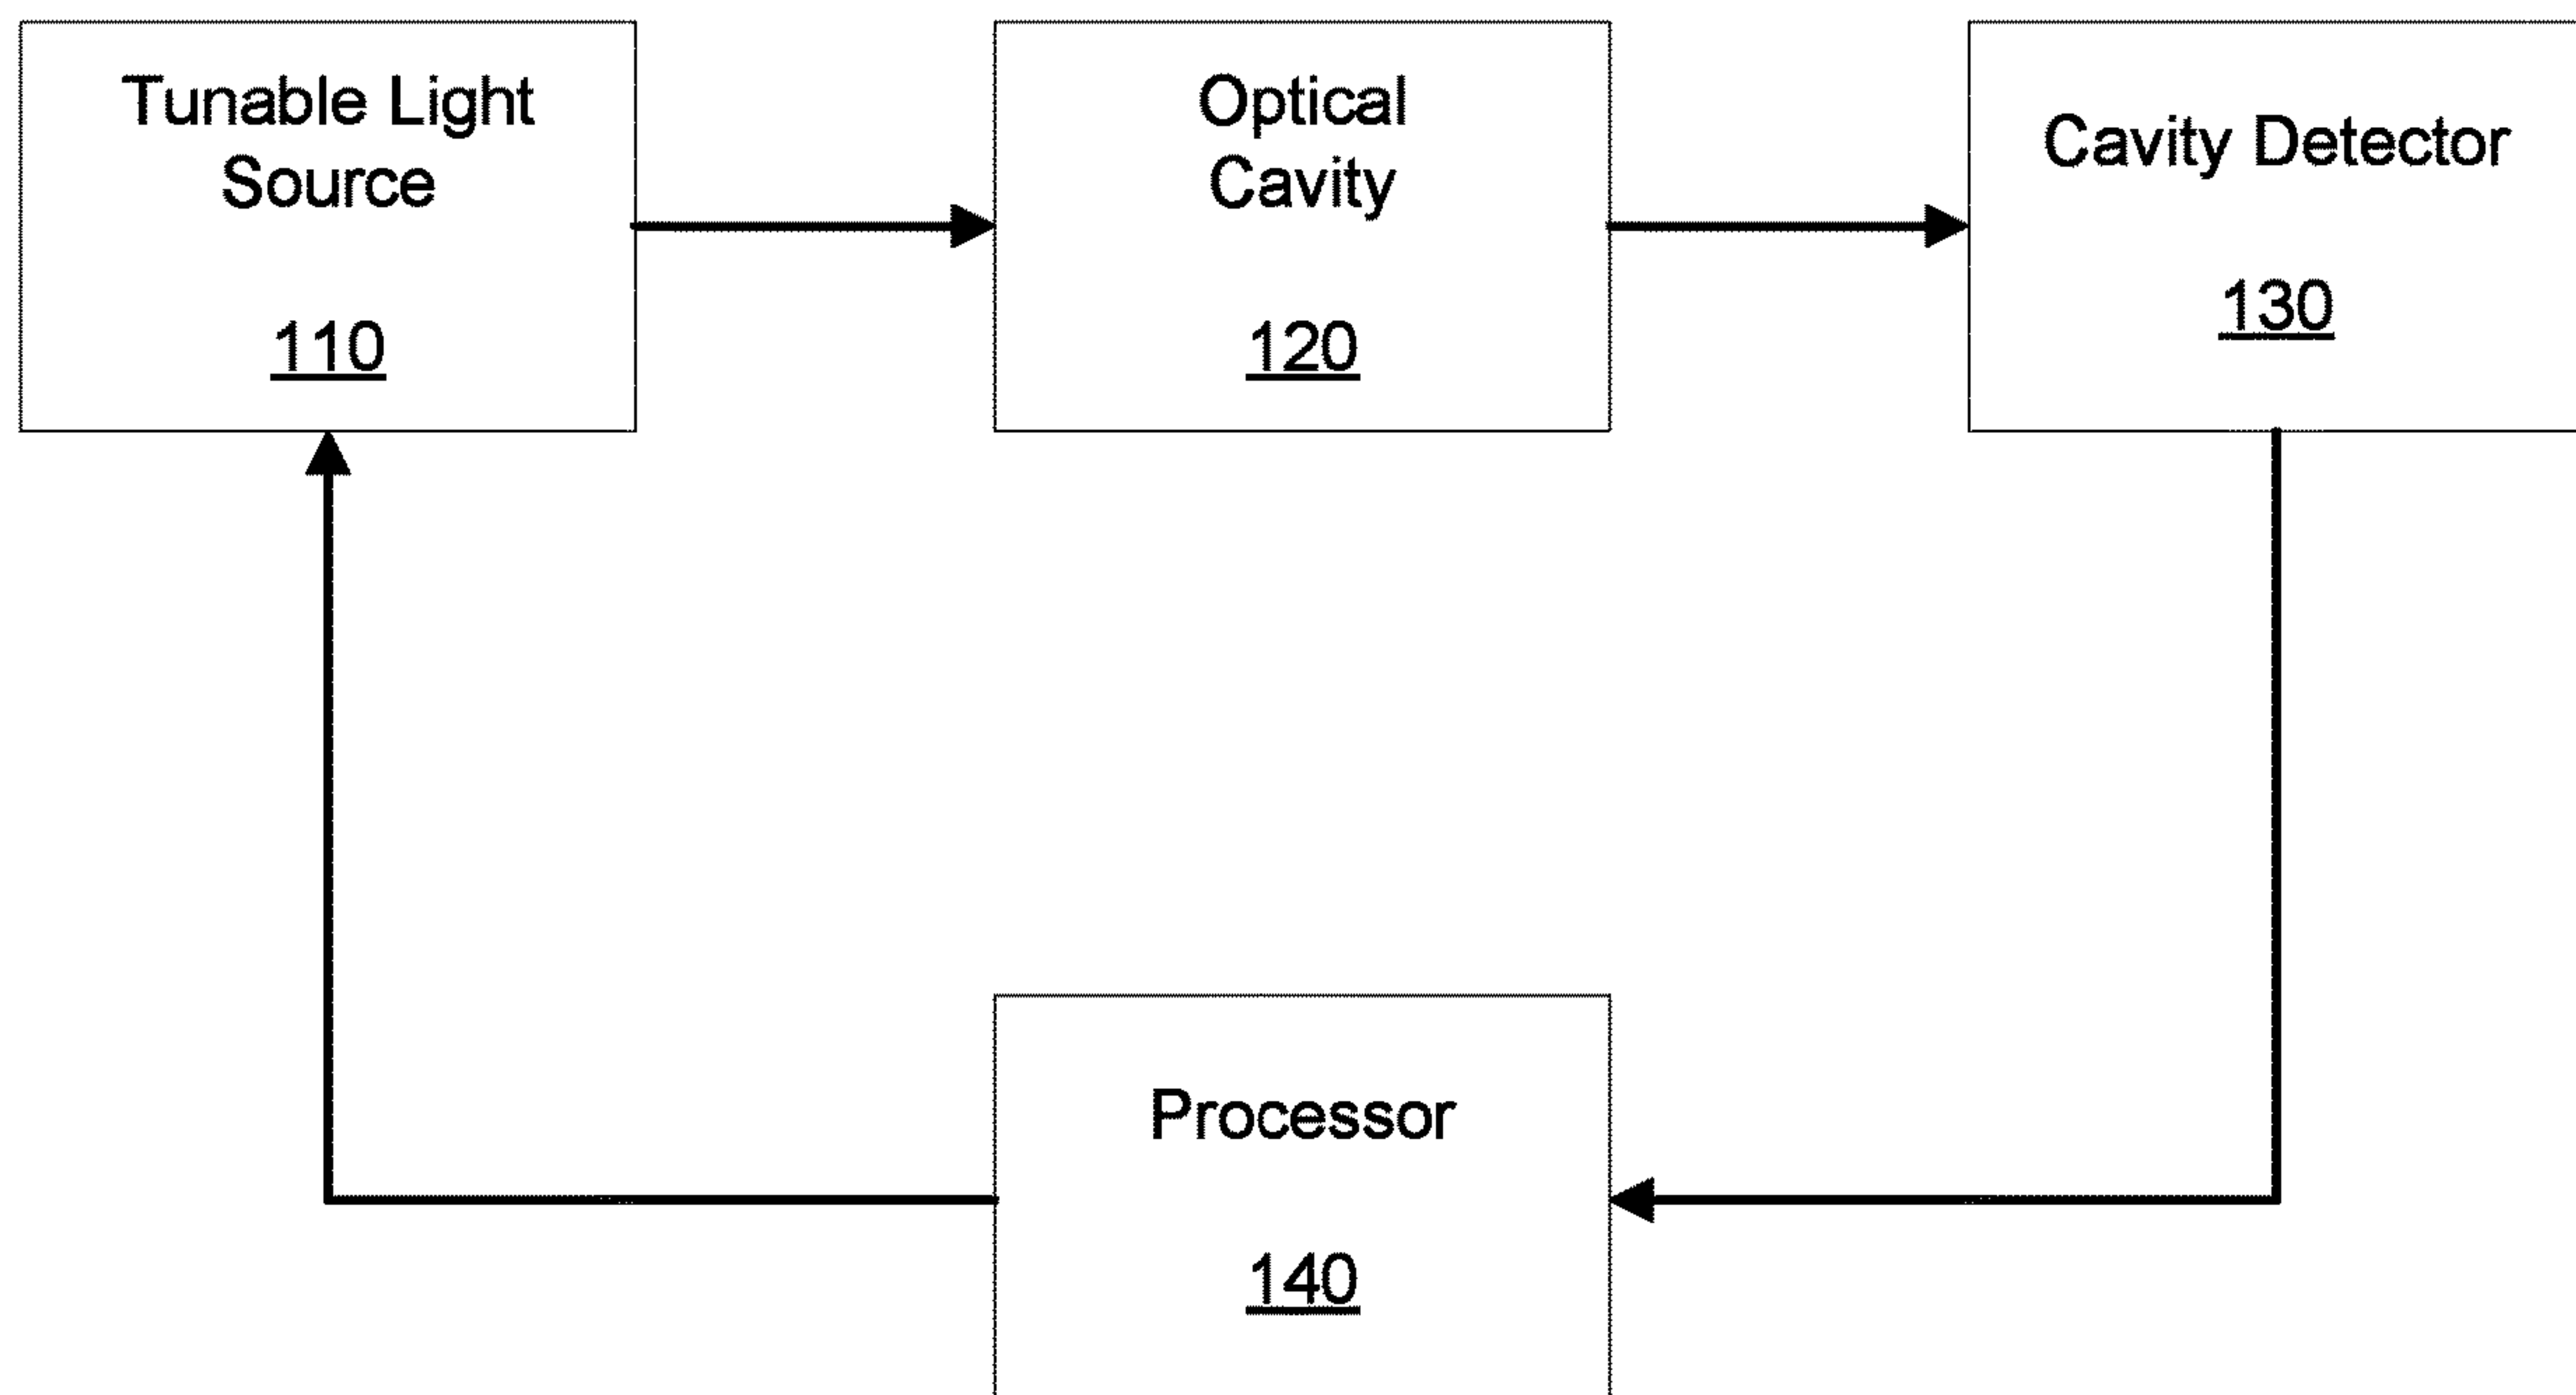 Tunable Light
Source
110
Optical
Cavity
120
Cavity Detector
130
Processor
140